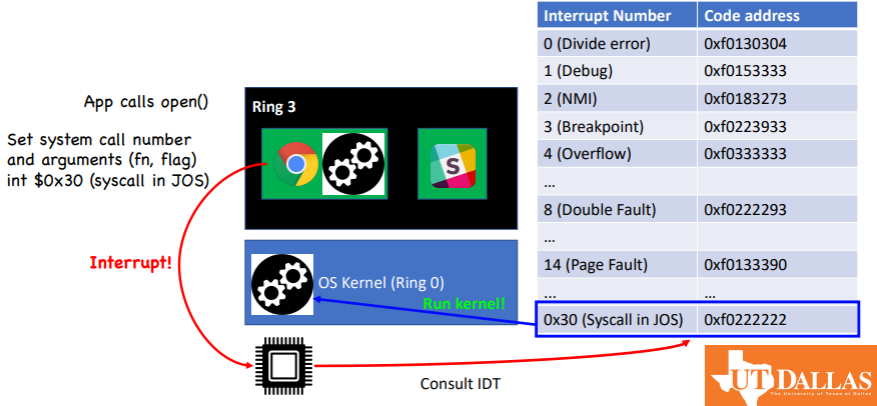 App calls open()
Set system call number
and arguments (fn, flag)
int $0x30 (syscall in JOS)
Interrupt!
Ring 3
S
OS Kernel (Ring 0)
Run kernel!
Consult IDT
Interrupt Number Code address
0 (Divide error) 0xf0130304
1 (Debug) 0xf0153333
2 (NMI) 0xf0183273
3 (Breakpoint) 0xf0223933
4 (Overflow) 0xf0333333
...
8 (Double Fault) 0xf0222293
...
14 (Page Fault) 0xf0133390
... ...
0x30 (Syscall in JOS) 0xf0222222
UT DALLAS
The University of Texas at Dallas